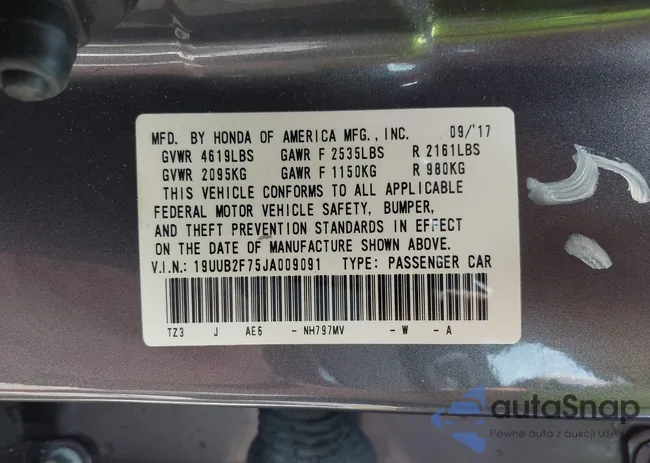 MFD. BY HONDA OF AMERICA MFG., INC. 09/'17
GVWR 4619LBS GAWR F 2535LBS R 2161LBS
GVWR 2095KG GAWR F 1150KG R 980KG
THIS VEHICLE CONFORMS TO ALL APPLICABLE
FEDERAL MOTOR VEHICLE SAFETY, BUMPER,
AND THEFT PREVENTION STANDARDS IN EFFECT
ON THE DATE OF MANUFACTURE SHOWN ABOVE.
V.I.N.: 19UUB2F75JA009091 TYPE: PASSENGER CAR
TZ3 J AE6 - NH797MV - W - A
autoSnap
Pewne auta z aukcji USA